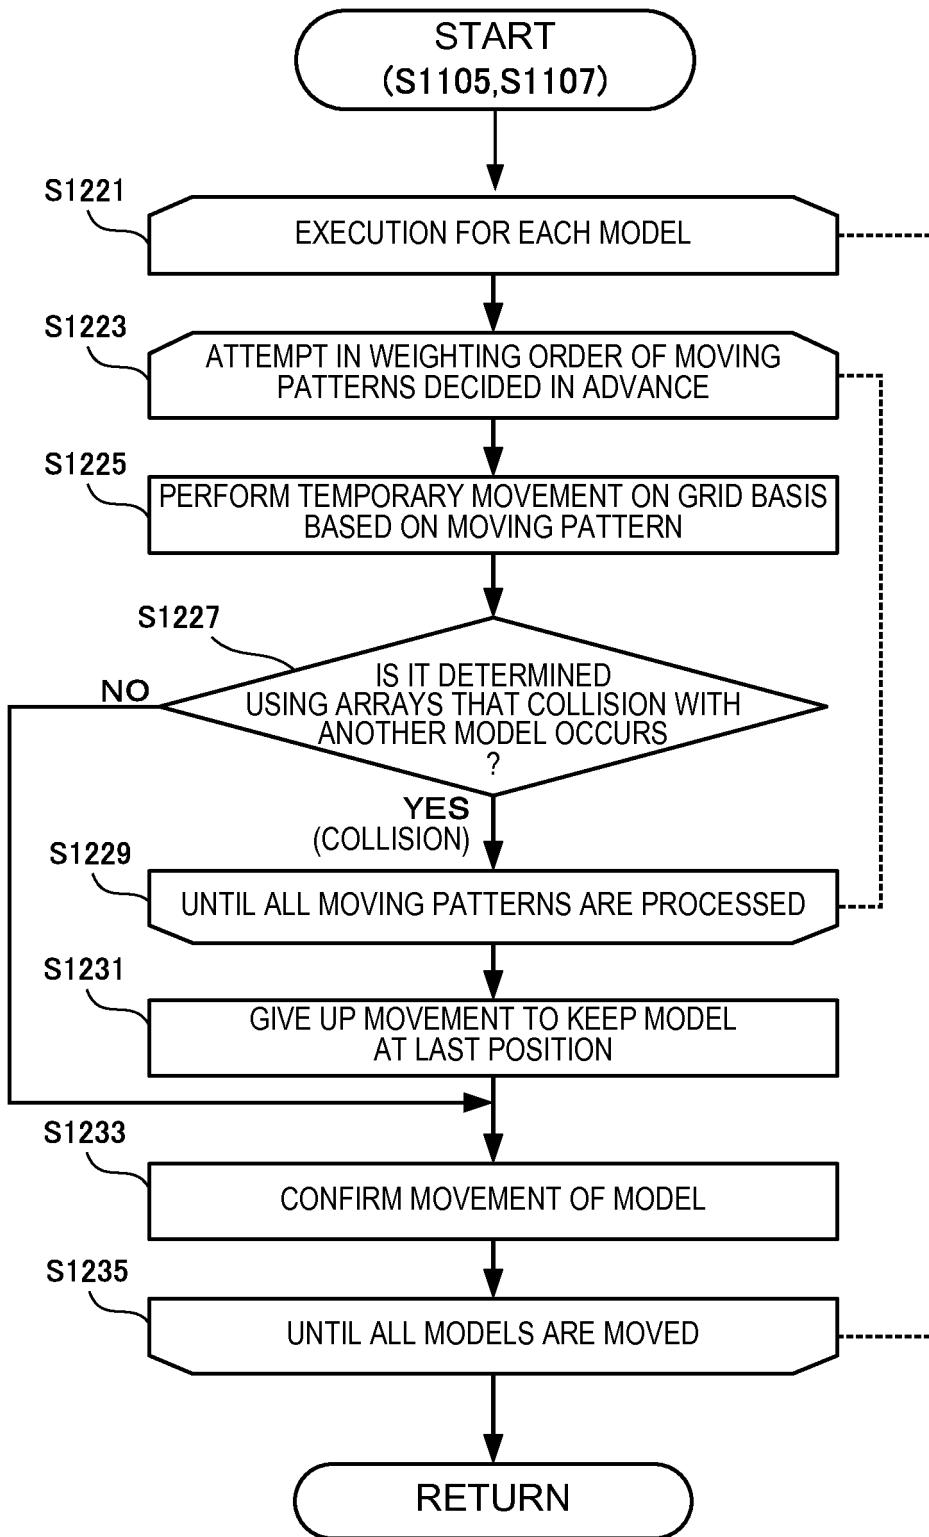 START
(S1105,S1107)
S1221
EXECUTION FOR EACH MODEL
S1223
ATTEMPT IN WEIGHTING ORDER OF MOVING
PATTERNS DECIDED IN ADVANCE
S1225
PERFORM TEMPORARY MOVEMENT ON GRID BASIS
BASED ON MOVING PATTERN
S1227
IS IT DETERMINED
USING ARRAYS THAT COLLISION WITH
ANOTHER MODEL OCCURS
?
NO
YES
(COLLISION)
S1229
UNTIL ALL MOVING PATTERNS ARE PROCESSED
S1231
GIVE UP MOVEMENT TO KEEP MODEL
AT LAST POSITION
S1233
CONFIRM MOVEMENT OF MODEL
S1235
UNTIL ALL MODELS ARE MOVED
RETURN